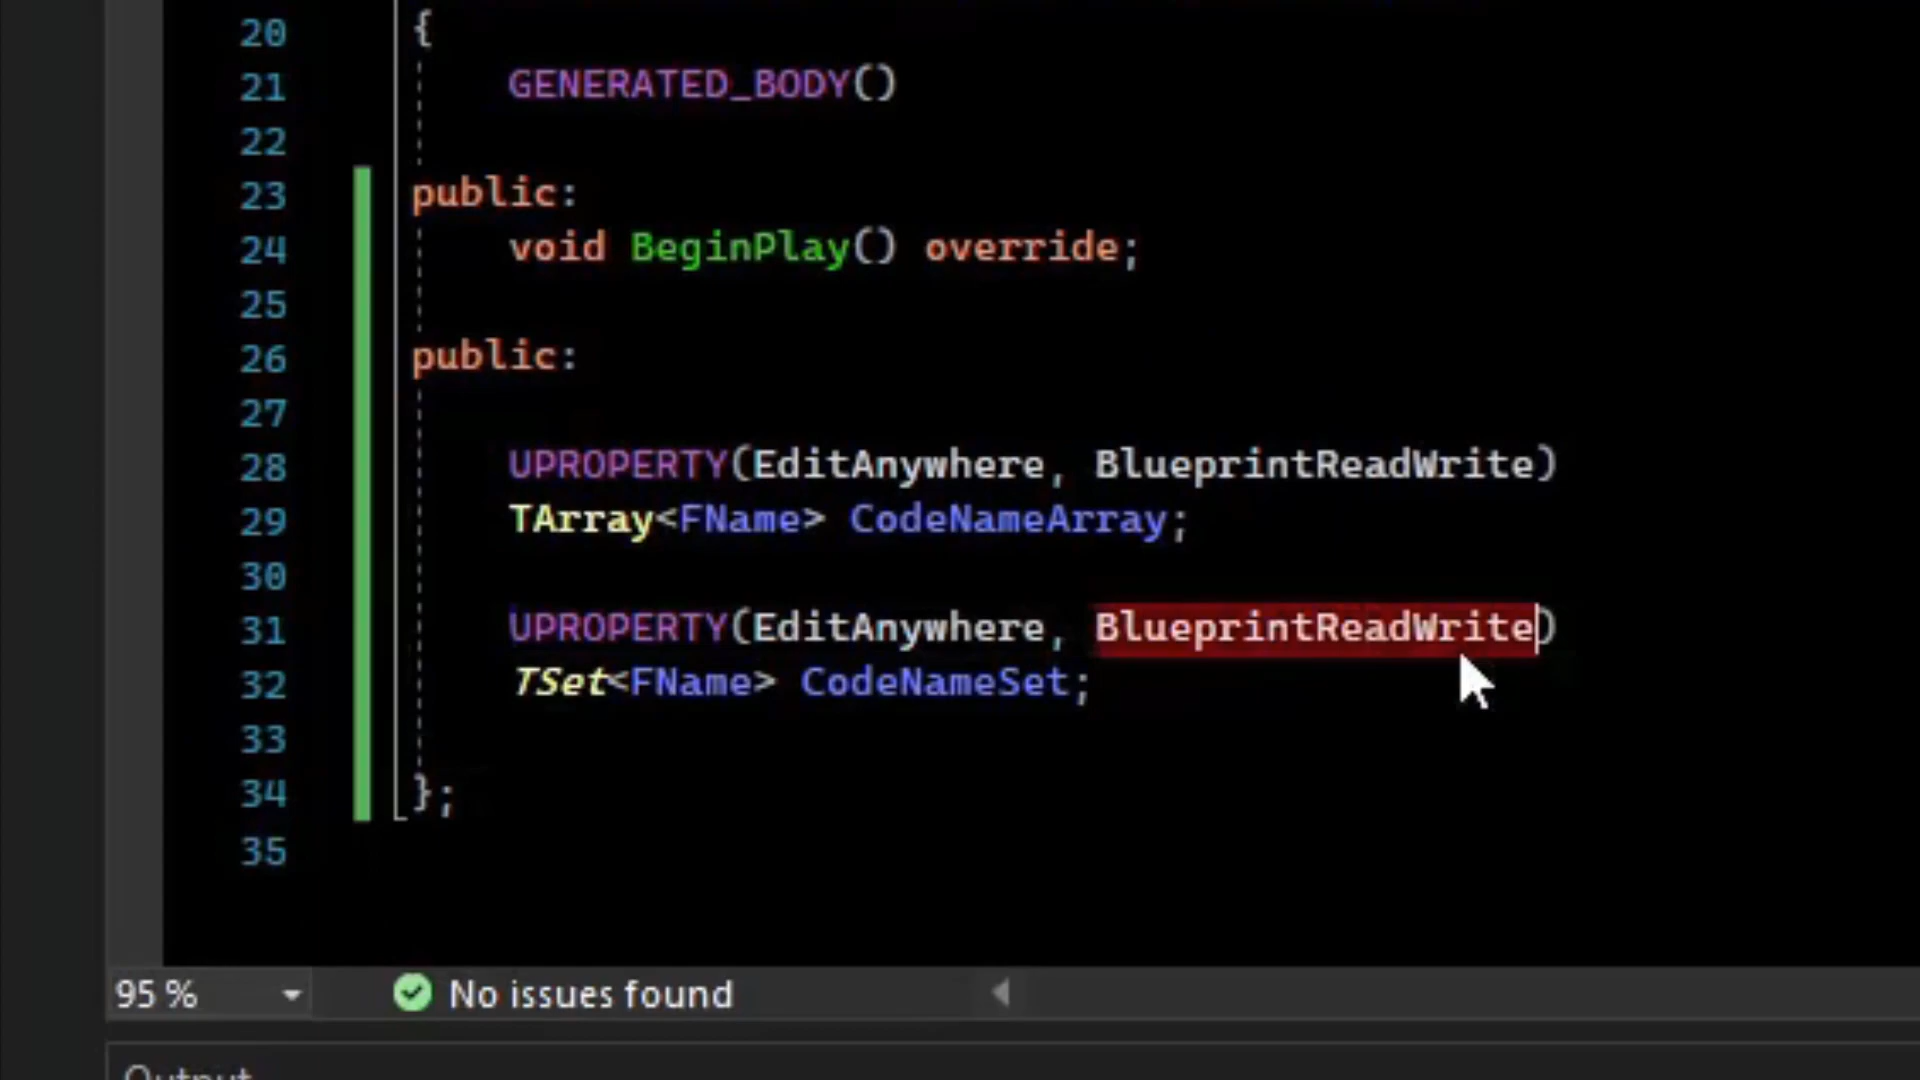 20 {
21 GENERATED_BODY()
22
23 public:
24 void BeginPlay() override;
25
26 public:
27
28 UPROPERTY(EditAnywhere, BlueprintReadWrite)
29 TArray<FName> CodeNameArray;
30
31 UPROPERTY(EditAnywhere, BlueprintReadWrite)
32 TSet<FName> CodeNameSet;
33
34 };
35
95 % No issues found
Output